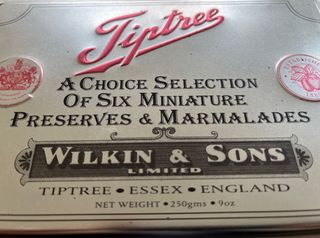 Tiptree
A CHOICE SELECTION
OF SIX MINIATURE
PRESERVES & MARMALADES
WILKIN & SONS
LIMITED
TIPTREE • ESSEX • ENGLAND
NET WEIGHT • 250gms • 9oz